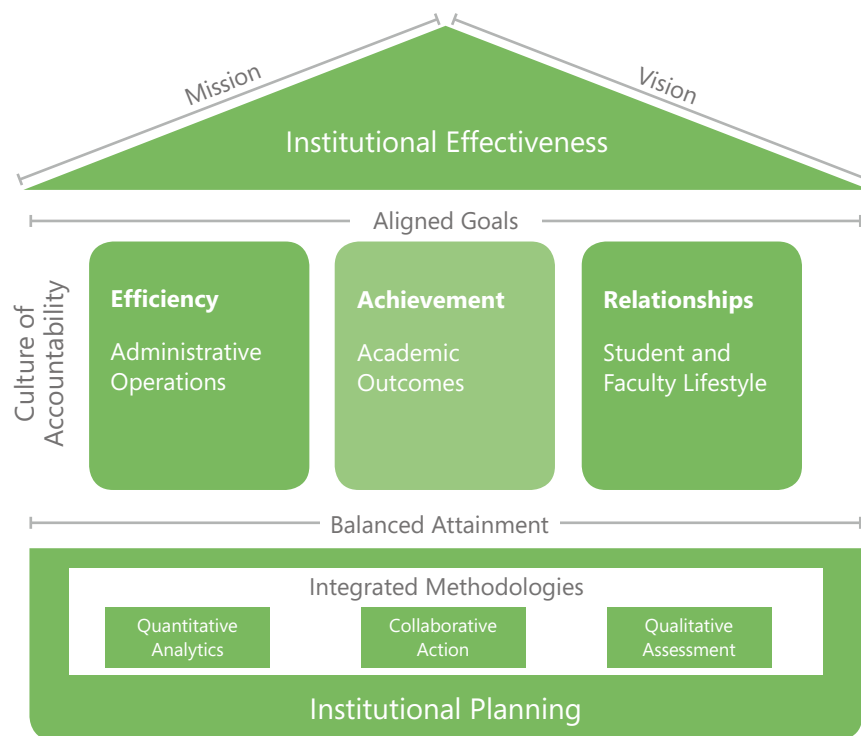 Mission
Vision
Institutional Effectiveness
Aligned Goals
Culture of
Accountability
Efficiency
Administrative
Operations
Achievement
Academic
Outcomes
Relationships
Student and
Faculty Lifestyle
Balanced Attainment
Integrated Methodologies
Quantitative
Analytics
Collaborative
Action
Qualitative
Assessment
Institutional Planning